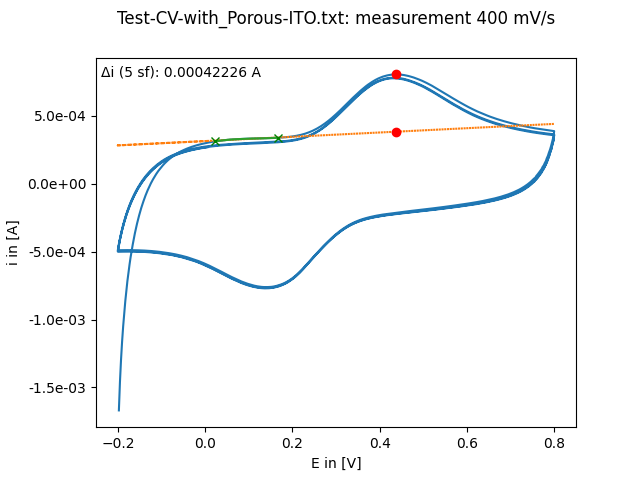 Test-CV-with_Porous-ITO.txt: measurement 400 mV/s
Δi (5 sf): 0.00042226 A
5.0e-04
0.0e+00
-5.0e-04
-1.0e-03
-1.5e-03
i in [A]
−0.2 0.0 0.2 0.4 0.6 0.8
E in [V]